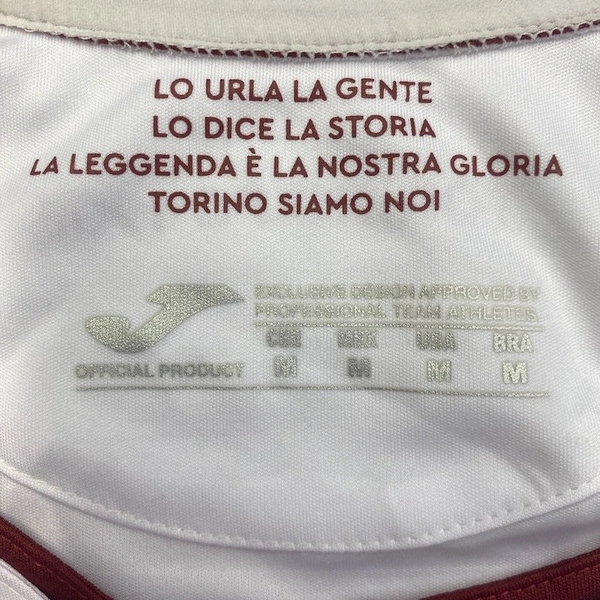 LO URLA LA GENTE
LO DICE LA STORIA
LA LEGGENDA È LA NOSTRA GLORIA
TORINO SIAMO NOI
EXCLUSIVE DESIGN APPROVED BY
PROFESSIONAL TEAM ATHLETES.
USA BRA
OFFICIAL PRODUCT M M M M